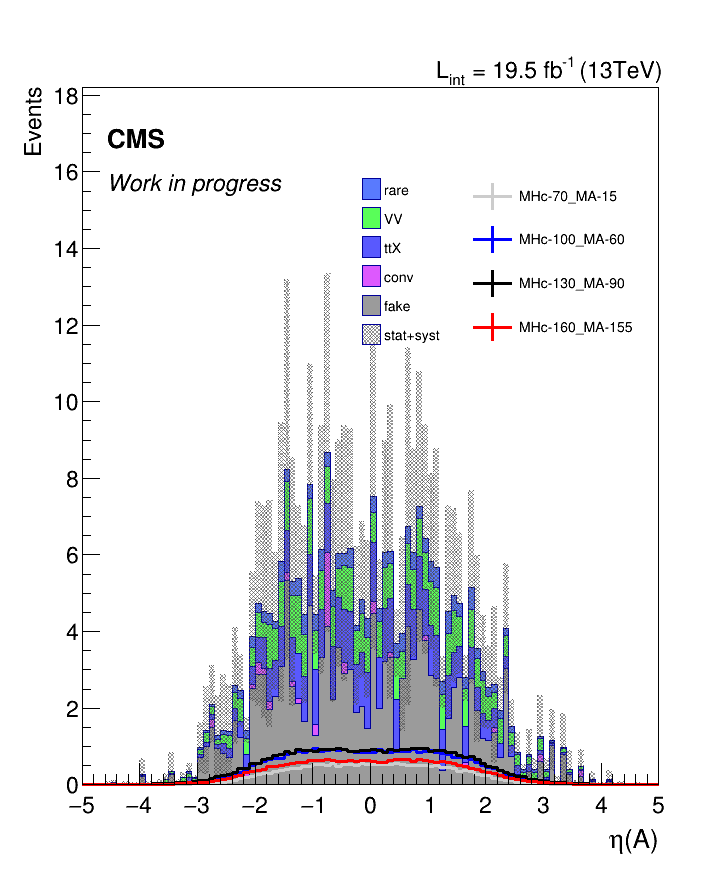 L_int = 19.5 fb^-1 (13TeV)
Events
18
16
14
12
10
8
6
4
2
0
CMS
Work in progress
rare
VV
ttX
conv
fake
stat+syst
MHc-70_MA-15
MHc-100_MA-60
MHc-130_MA-90
MHc-160_MA-155
−5 −4 −3 −2 −1 0 1 2 3 4 5
η(A)